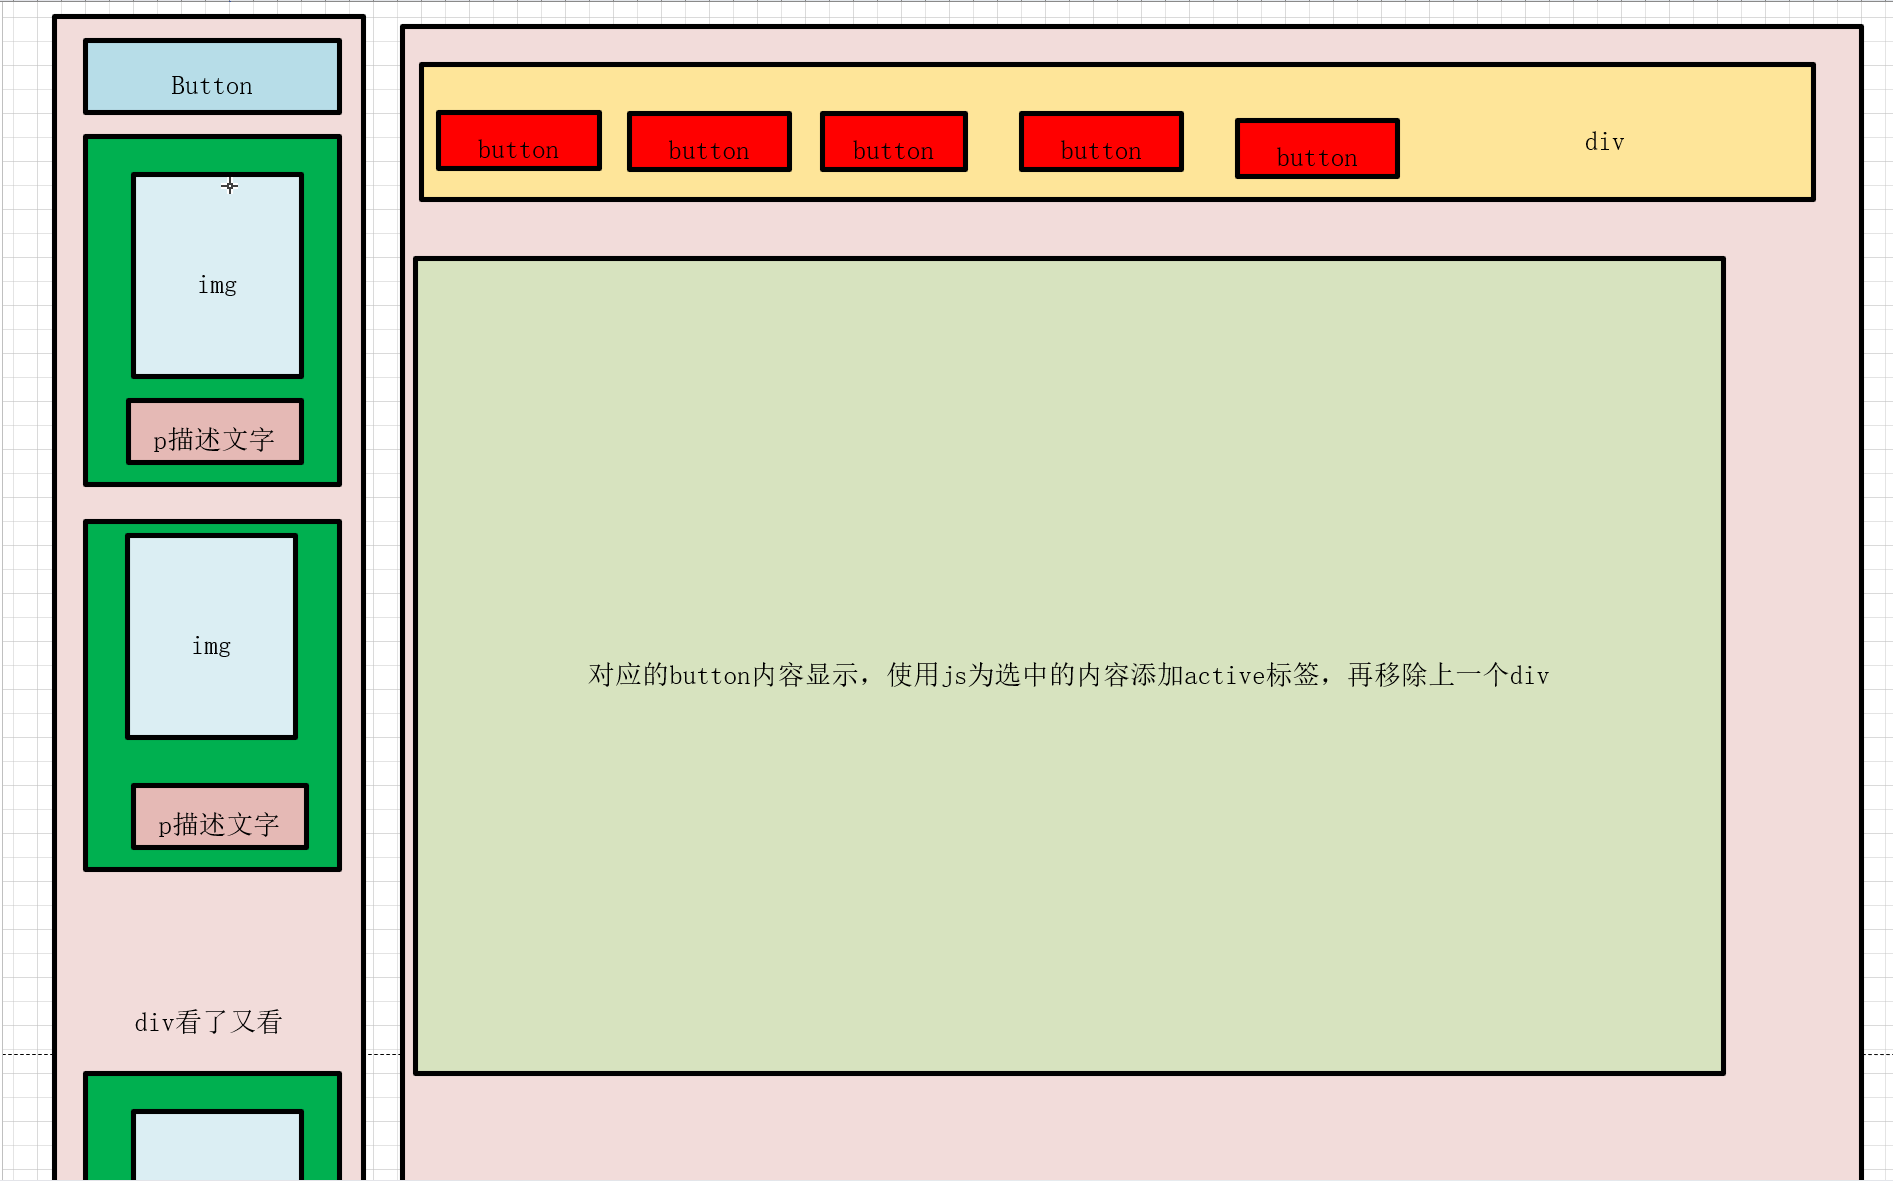 Button
img
p描述文字
img
p描述文字
div看了又看
button
button
button
button
button
div
对应的button内容显示，使用js为选中的内容添加active标签，再移除上一个div